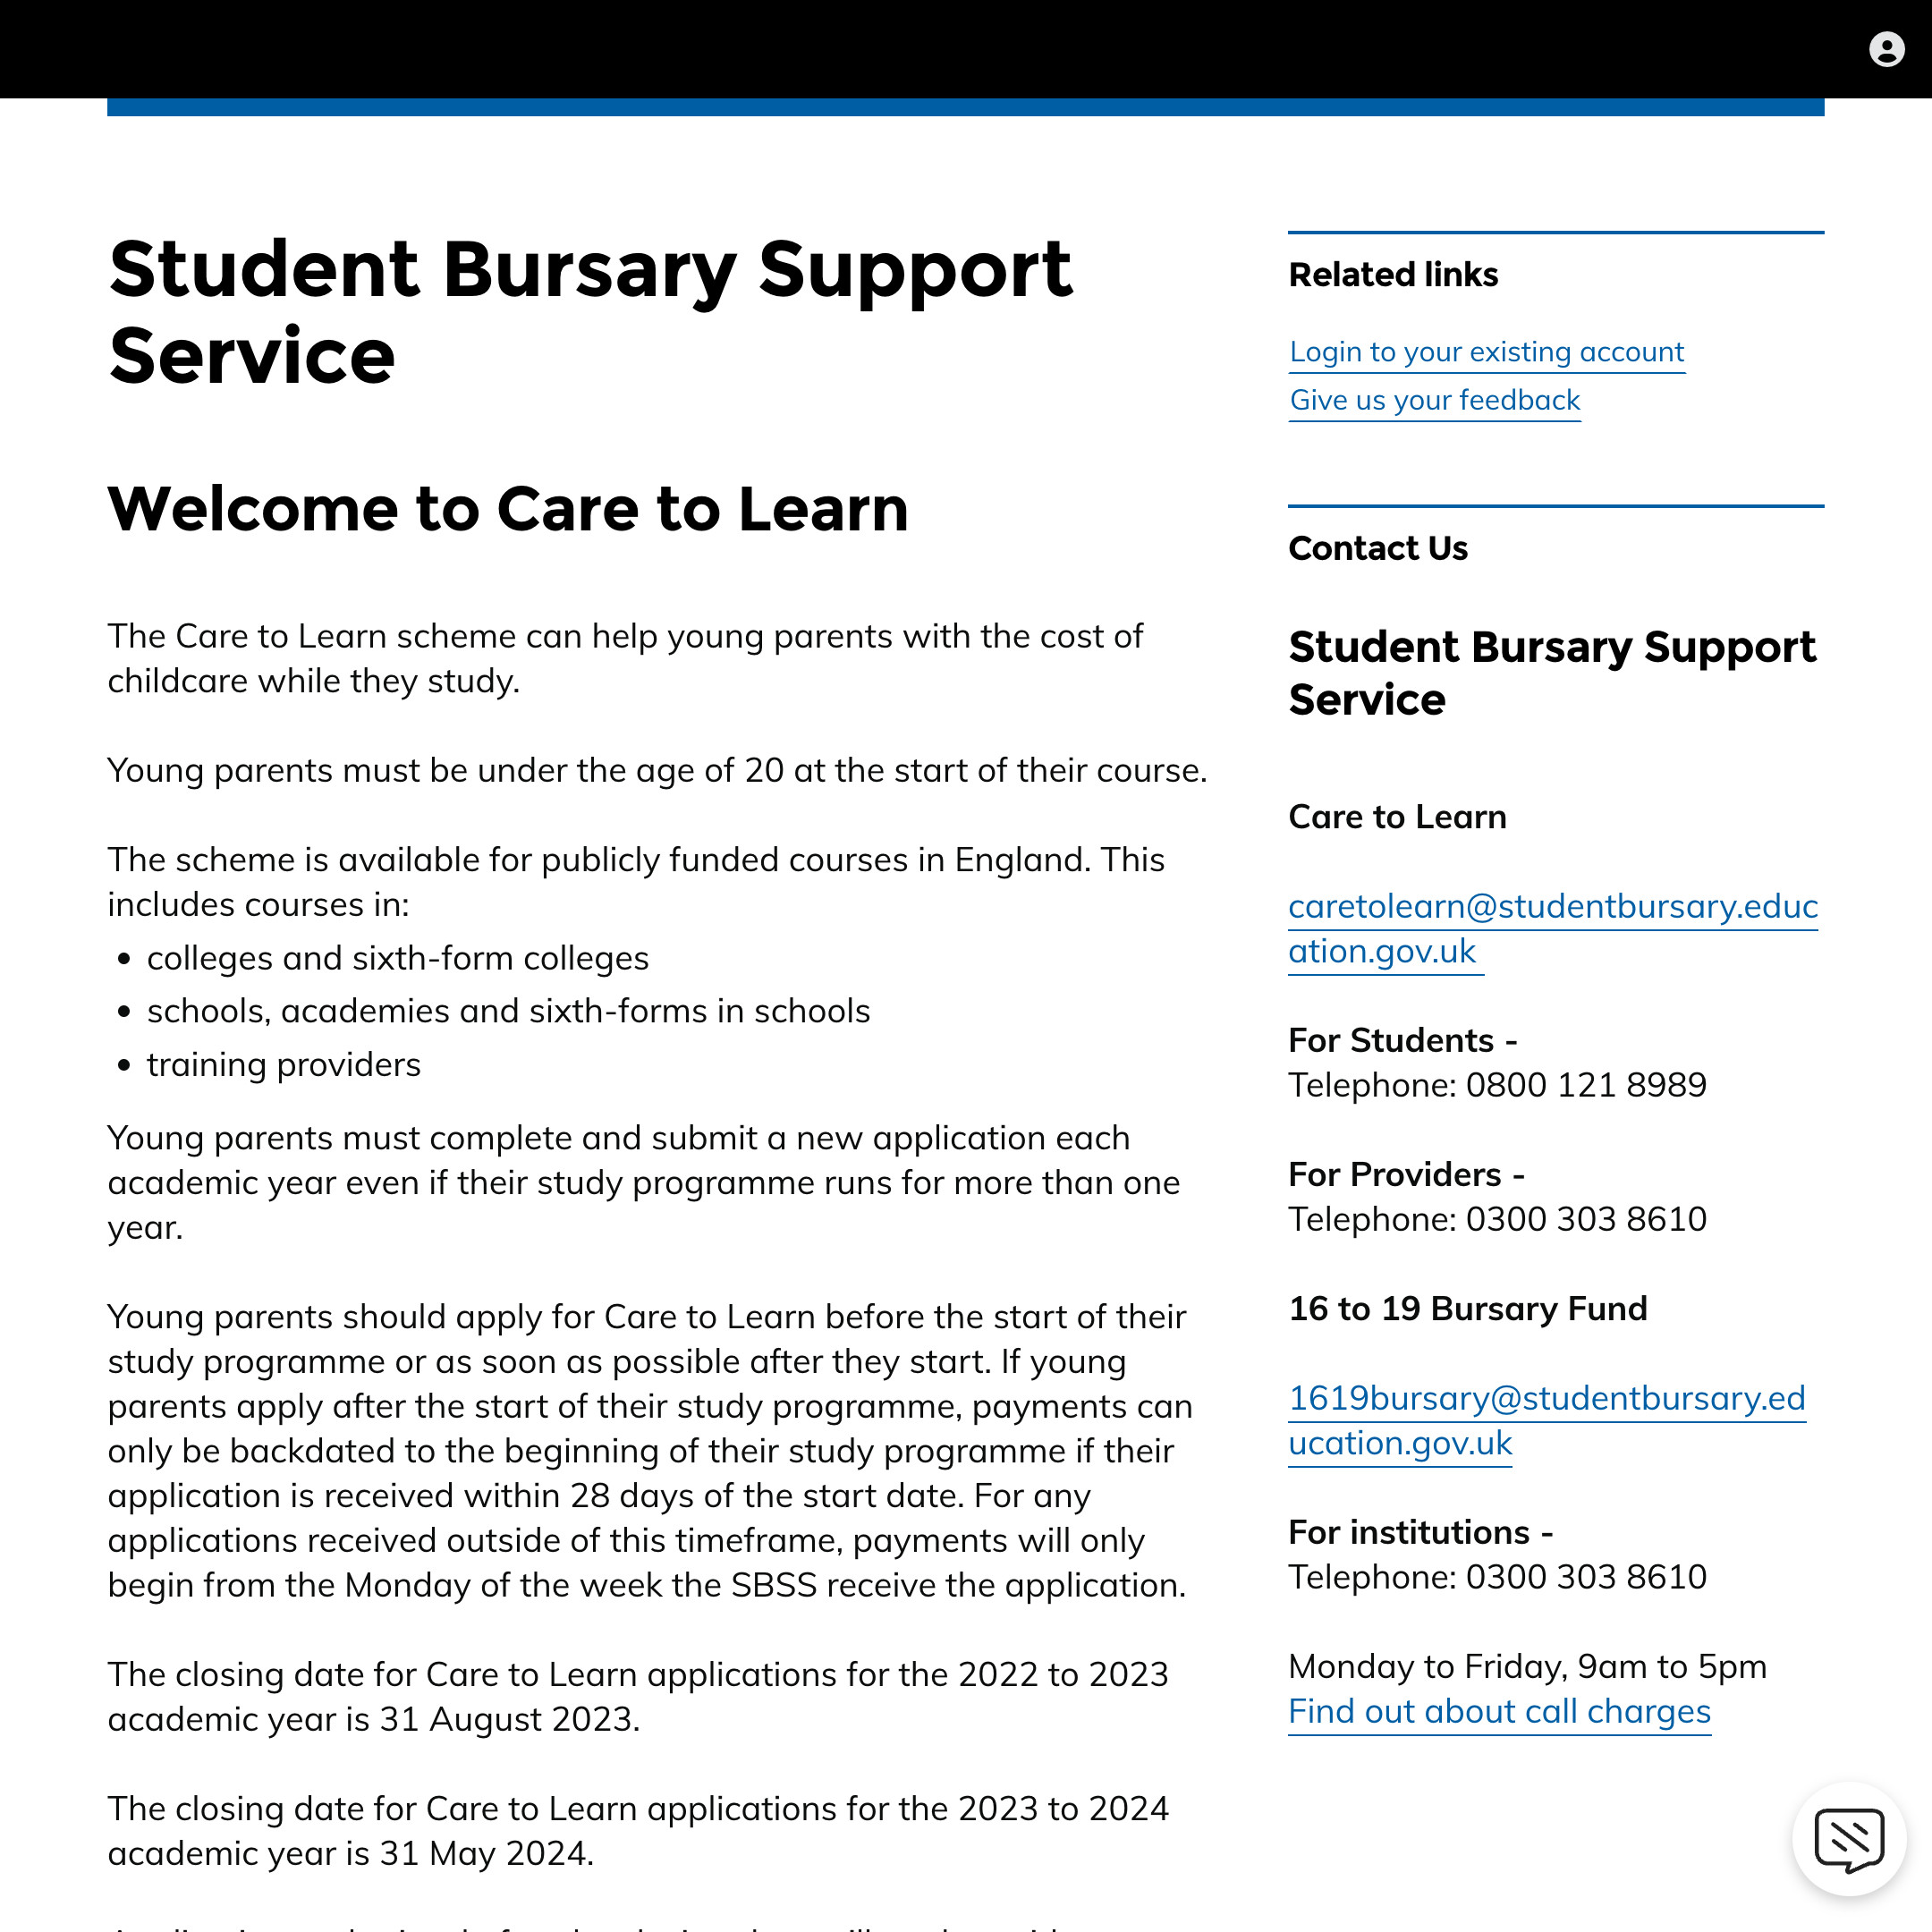 Student Bursary Support
Service
Welcome to Care to Learn
The Care to Learn scheme can help young parents with the cost of
childcare while they study.
Young parents must be under the age of 20 at the start of their course.
The scheme is available for publicly funded courses in England. This
includes courses in:
• colleges and sixth-form colleges
• schools, academies and sixth-forms in schools
• training providers
Young parents must complete and submit a new application each
academic year even if their study programme runs for more than one
year.
Young parents should apply for Care to Learn before the start of their
study programme or as soon as possible after they start. If young
parents apply after the start of their study programme, payments can
only be backdated to the beginning of their study programme if their
application is received within 28 days of the start date. For any
applications received outside of this timeframe, payments will only
begin from the Monday of the week the SBSS receive the application.
The closing date for Care to Learn applications for the 2022 to 2023
academic year is 31 August 2023.
The closing date for Care to Learn applications for the 2023 to 2024
academic year is 31 May 2024.
Related links
Login to your existing account
Give us your feedback
Contact Us
Student Bursary Support
Service
Care to Learn
caretolearn@studentbursary.educ
ation.gov.uk
For Students -
Telephone: 0800 121 8989
For Providers -
Telephone: 0300 303 8610
16 to 19 Bursary Fund
1619bursary@studentbursary.ed
ucation.gov.uk
For institutions -
Telephone: 0300 303 8610
Monday to Friday, 9am to 5pm
Find out about call charges